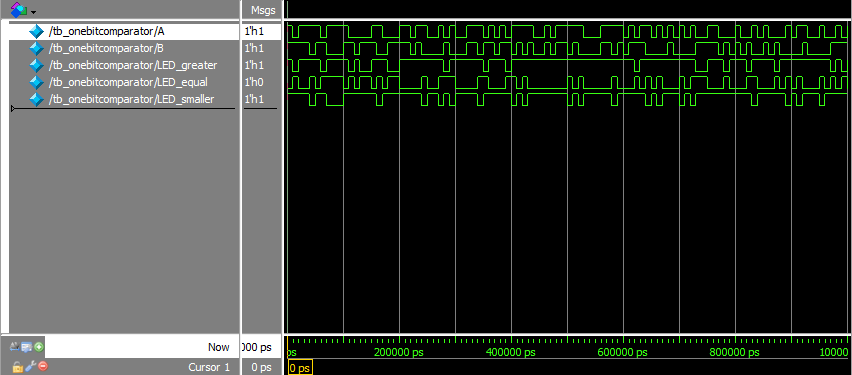 Msgs
/tb_onebitcomparator/A 1'h1
/tb_onebitcomparator/B 1'h1
/tb_onebitcomparator/LED_greater 1'h1
/tb_onebitcomparator/LED_equal 1'h0
/tb_onebitcomparator/LED_smaller 1'h1
Now 000 ps ps 200000 ps 400000 ps 600000 ps 800000 ps 10000
Cursor 1 0 ps 0 ps